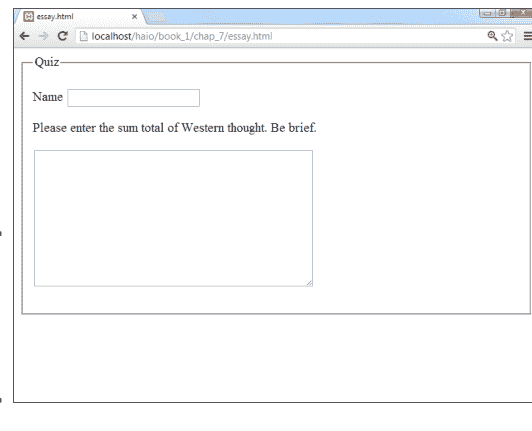 essay.html
localhost/haio/book_1/chap_7/essay.html
Quiz
Name
Please enter the sum total of Western thought. Be brief.